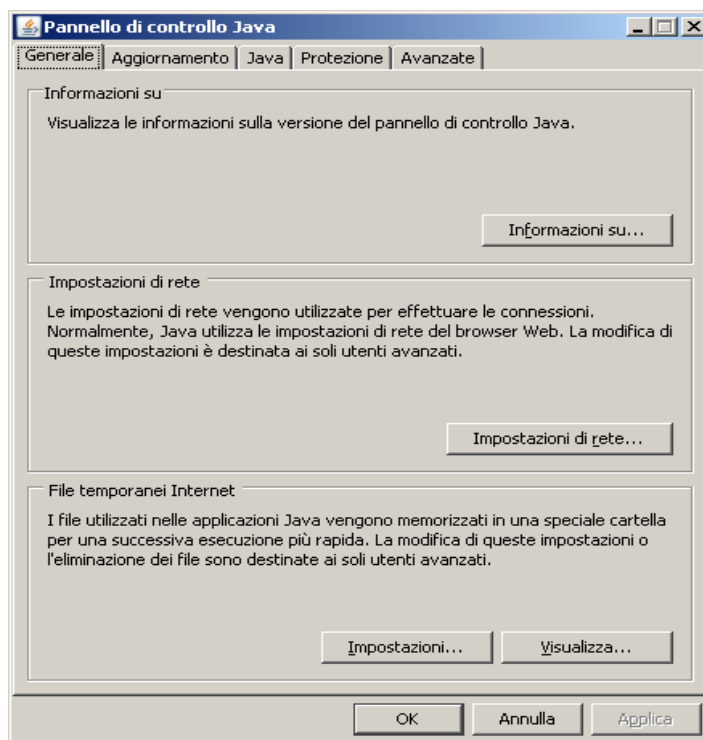 Pannello di controllo Java
Generale Aggiornamento Java Protezione Avanzate
Informazioni su
Visualizza le informazioni sulla versione del pannello di controllo Java.
Informazioni su...
Impostazioni di rete
Le impostazioni di rete vengono utilizzate per effettuare le connessioni.
Normalmente, Java utilizza le impostazioni di rete del browser Web. La modifica di
queste impostazioni è destinata ai soli utenti avanzati.
Impostazioni di rete...
File temporanei Internet
I file utilizzati nelle applicazioni Java vengono memorizzati in una speciale cartella
per una successiva esecuzione più rapida. La modifica di queste impostazioni o
l'eliminazione dei file sono destinate ai soli utenti avanzati.
Impostazioni... Visualizza...
OK Annulla Applica